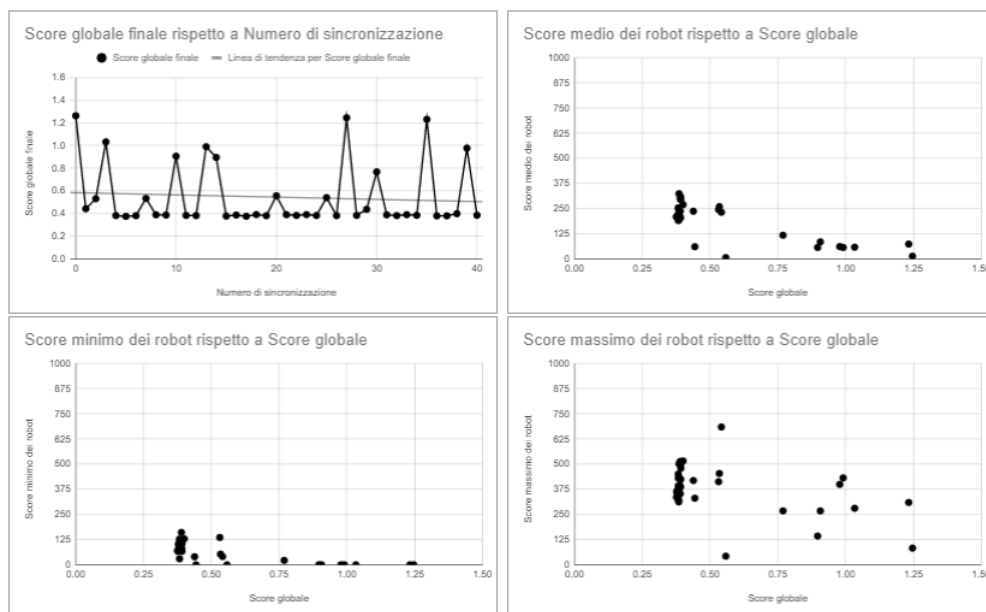 Score globale finale rispetto a Numero di sincronizzazione
Score globale finale
Linea di tendenza per Score globale finale
1.6
1.4
1.2
1.0
0.8
0.6
0.4
0.2
0.0
Score globale finale
0 10 20 30 40
Numero di sincronizzazione
Score medio dei robot rispetto a Score globale
1000
875
750
625
500
375
250
125
0
Score medio dei robot
0.00 0.25 0.50 0.75 1.00 1.25 1.50
Score globale
Score minimo dei robot rispetto a Score globale
1000
875
750
625
500
375
250
125
0
Score minimo dei robot
0.00 0.25 0.50 0.75 1.00 1.25 1.50
Score globale
Score massimo dei robot rispetto a Score globale
1000
875
750
625
500
375
250
125
0
Score massimo dei robot
0.00 0.25 0.50 0.75 1.00 1.25 1.50
Score globale